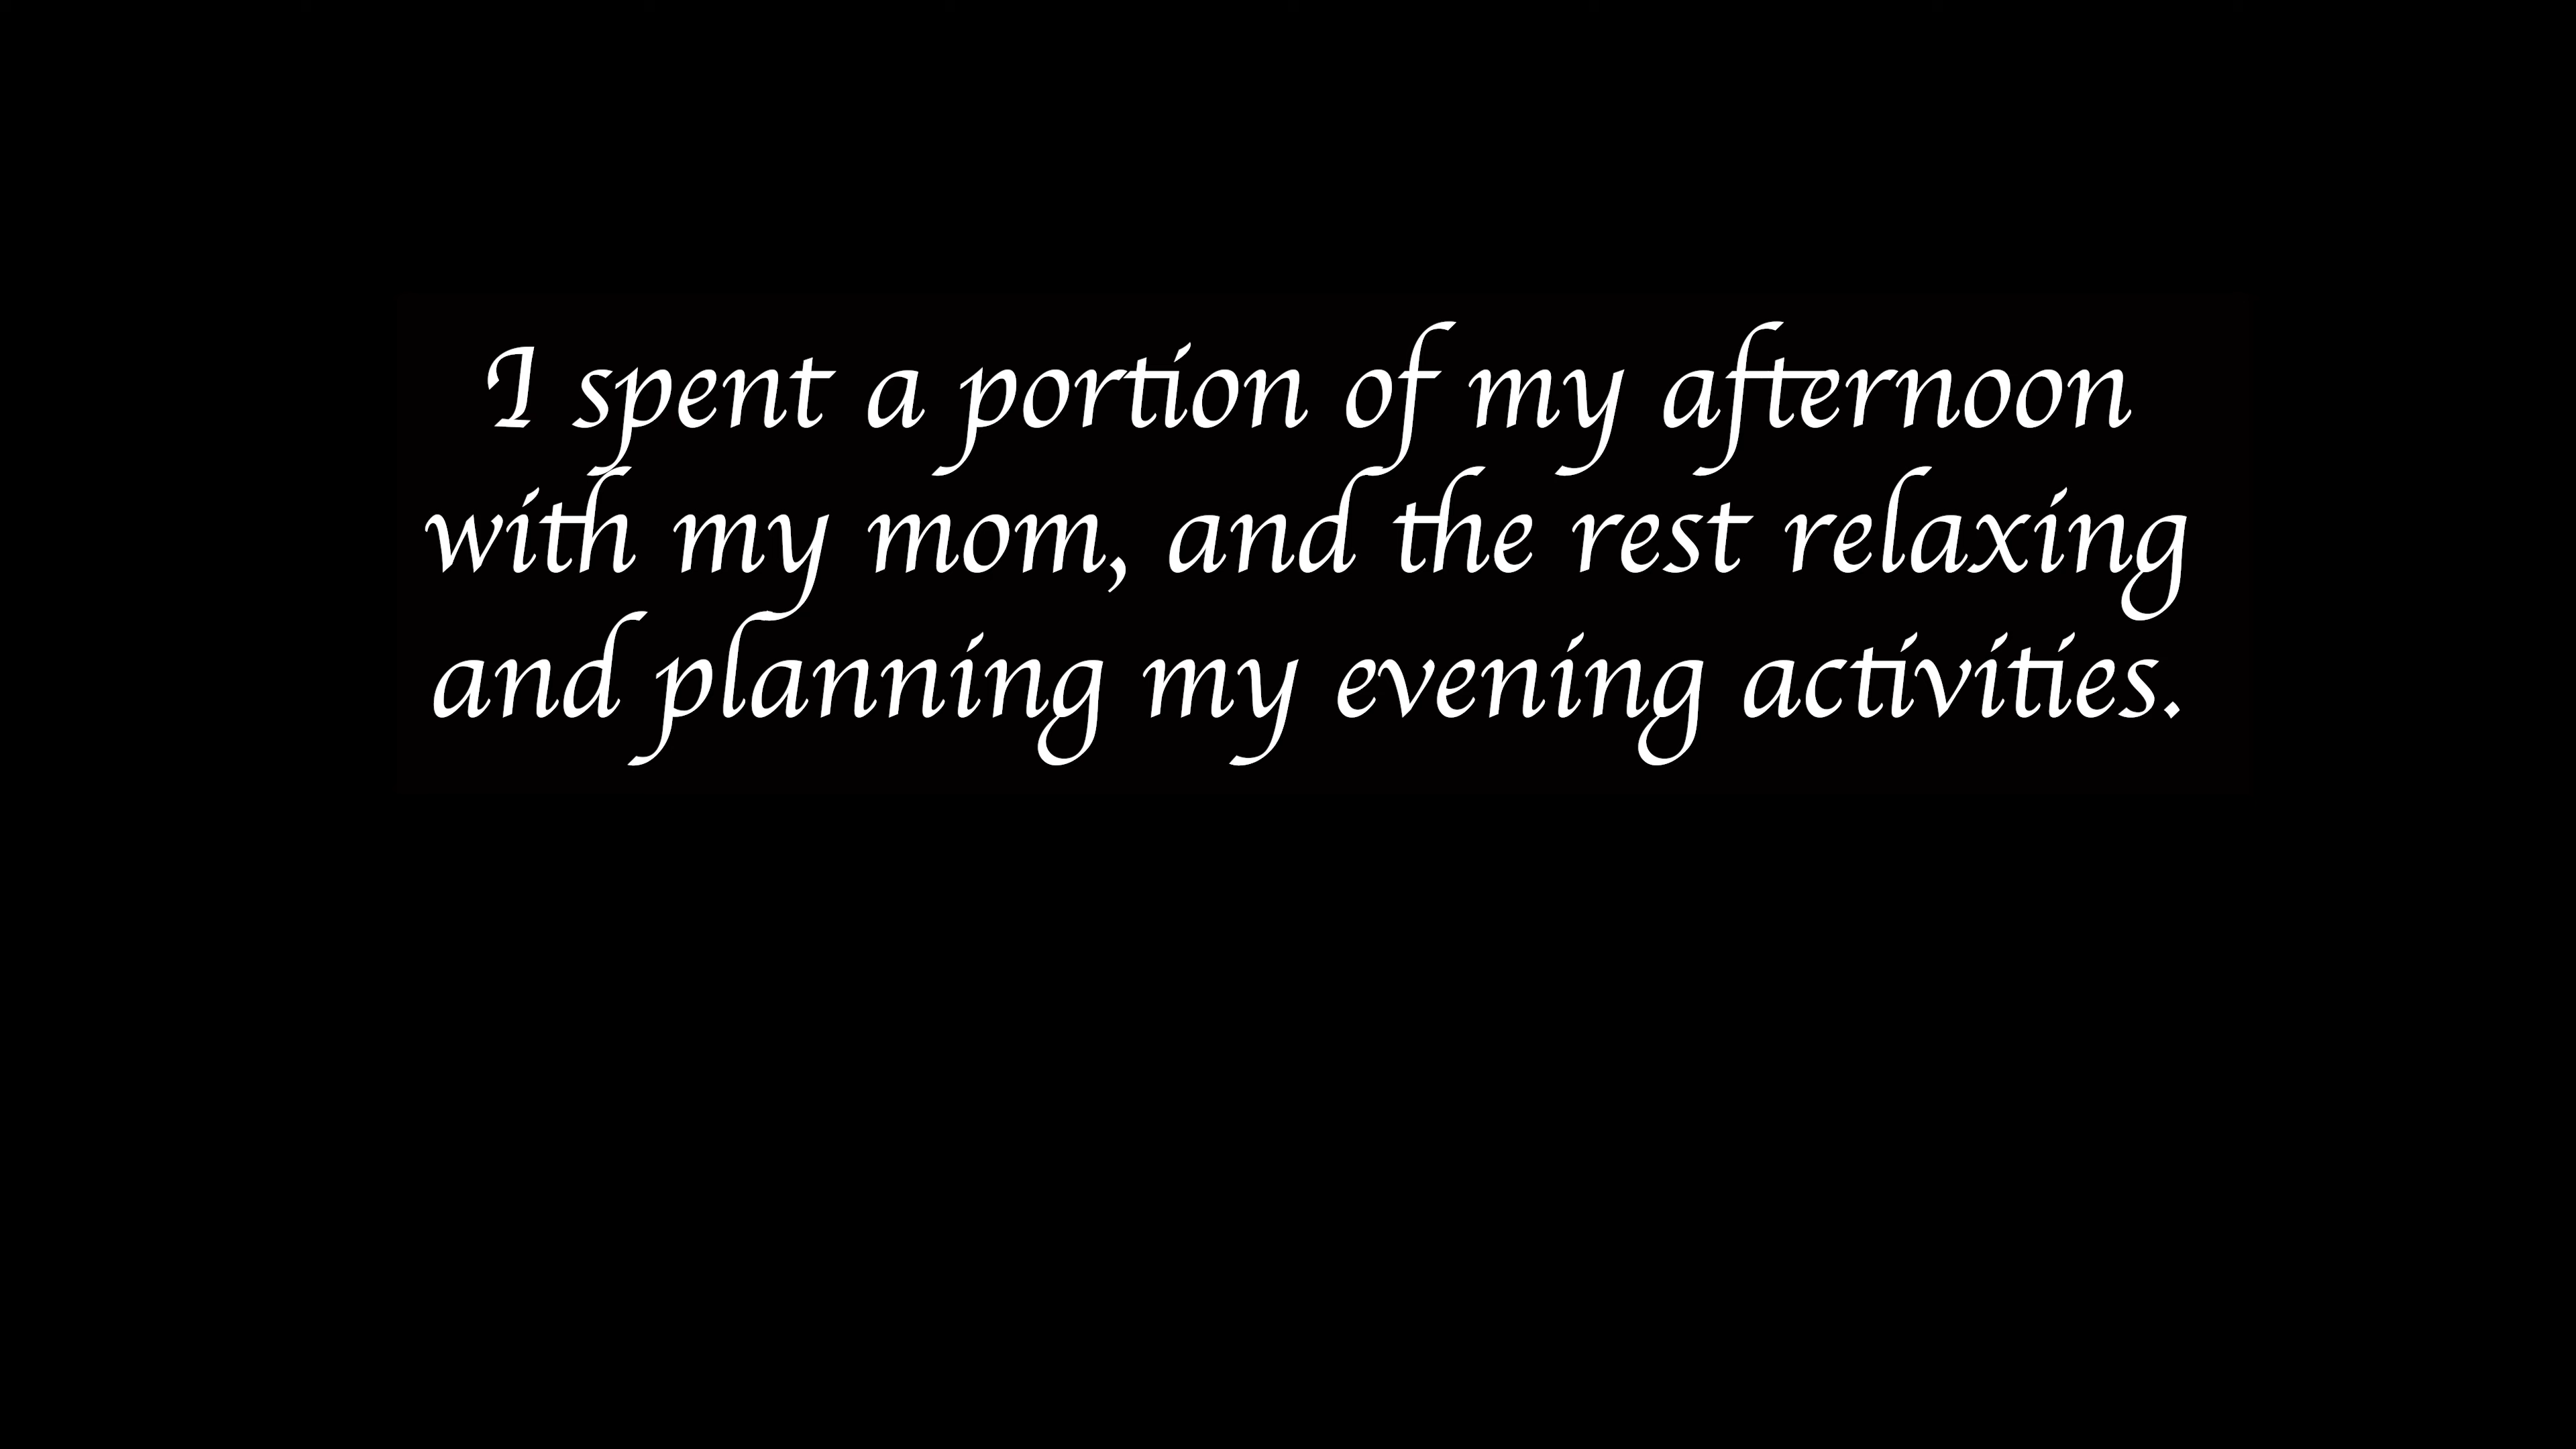 I spent a portion of my afternoon
with my mom, and the rest relaxing
and planning my evening activities.